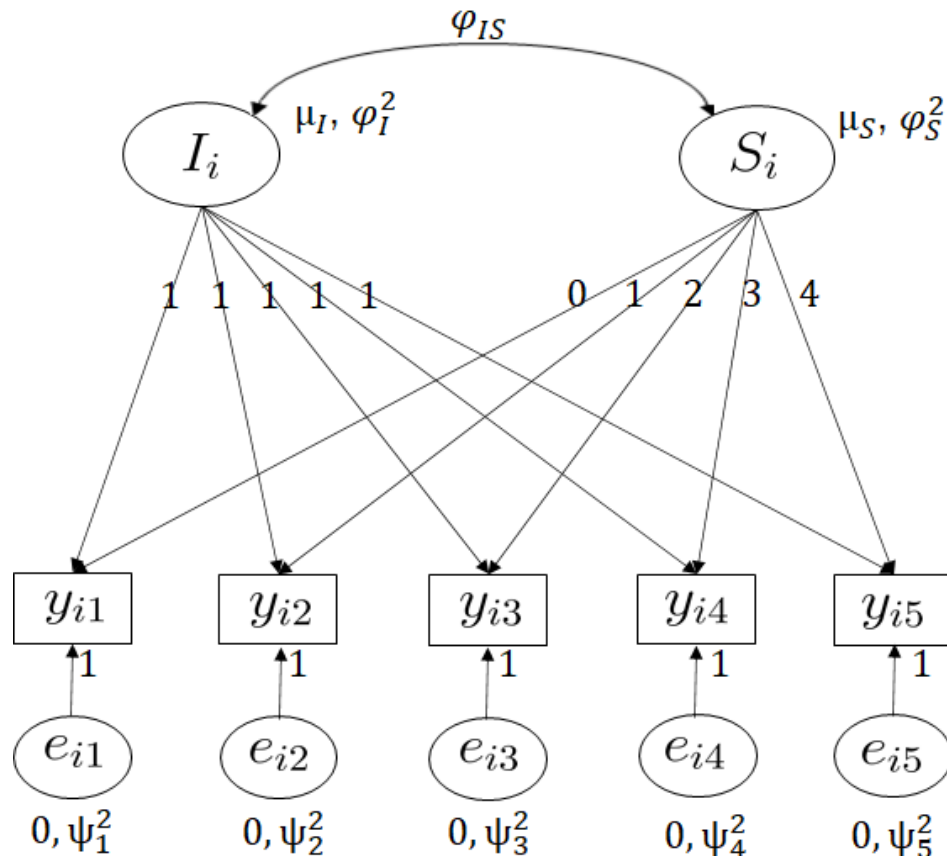 φ_IS
μ_I, φ_I^2
μ_S, φ_S^2
I_i
S_i
1 1 1 1 1 0 1 2 3 4
y_i1 y_i2 y_i3 y_i4 y_i5
1 1 1 1 1
e_i1 e_i2 e_i3 e_i4 e_i5
0, ψ_1^2 0, ψ_2^2 0, ψ_3^2 0, ψ_4^2 0, ψ_5^2